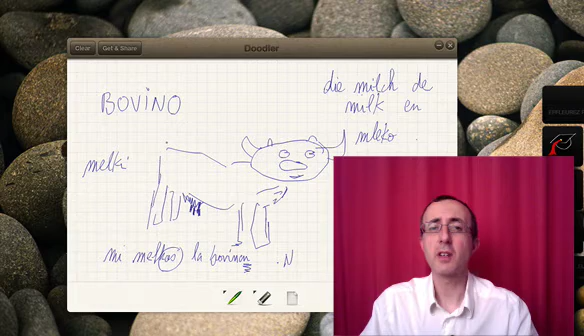 Clear
Get & Share
Doodler
BOVINO
die milch de
milk en
mleko.
melki
mi melkas la bovinon . N